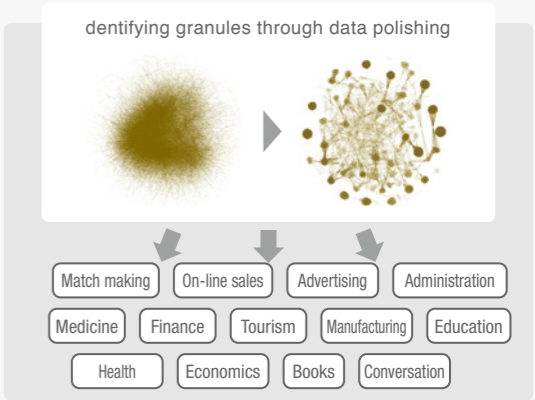 dentifying granules through data polishing
Match making
On-line sales
Advertising
Administration
Medicine
Finance
Tourism
Manufacturing
Education
Health
Economics
Books
Conversation